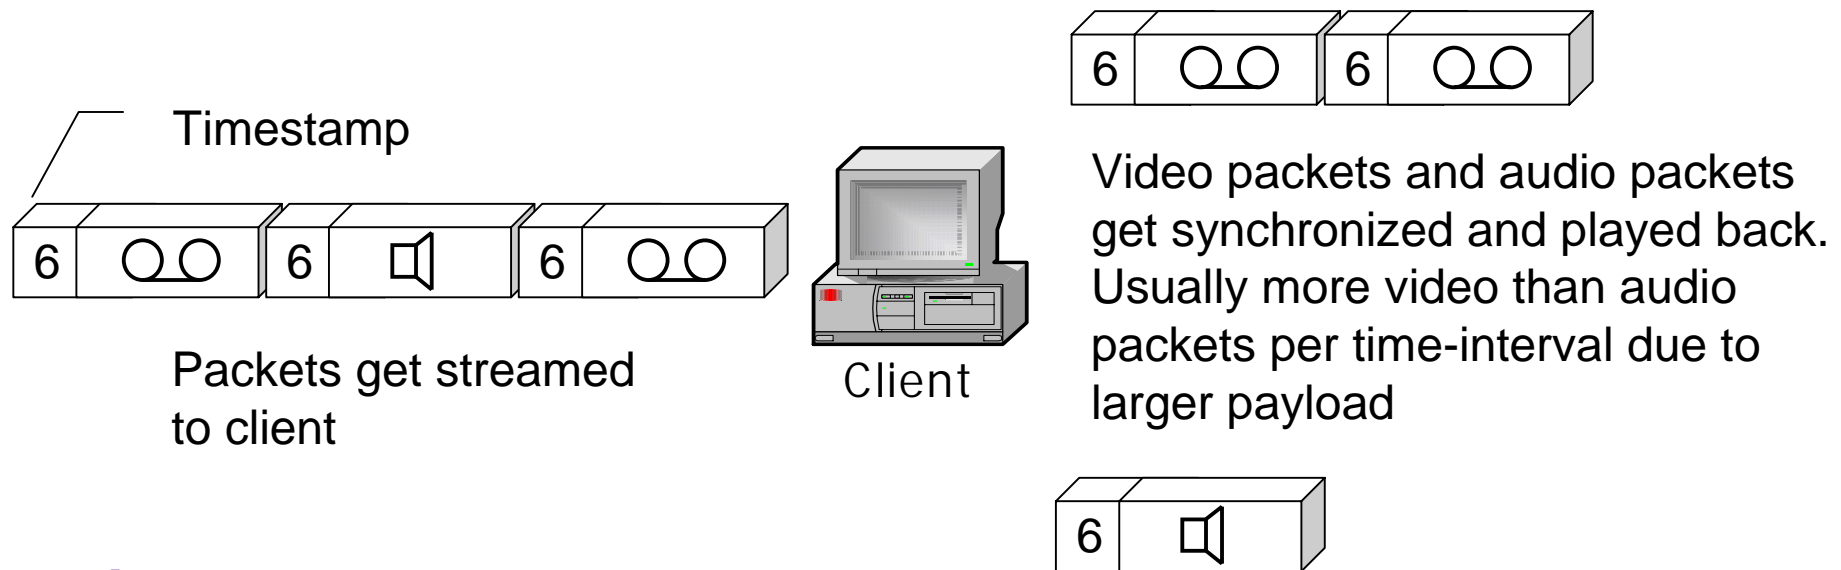 6 6
Timestamp
6 6 6
Video packets and audio packets
get synchronized and played back.
Usually more video than audio
packets per time-interval due to
larger payload
Packets get streamed
to client
Client
6